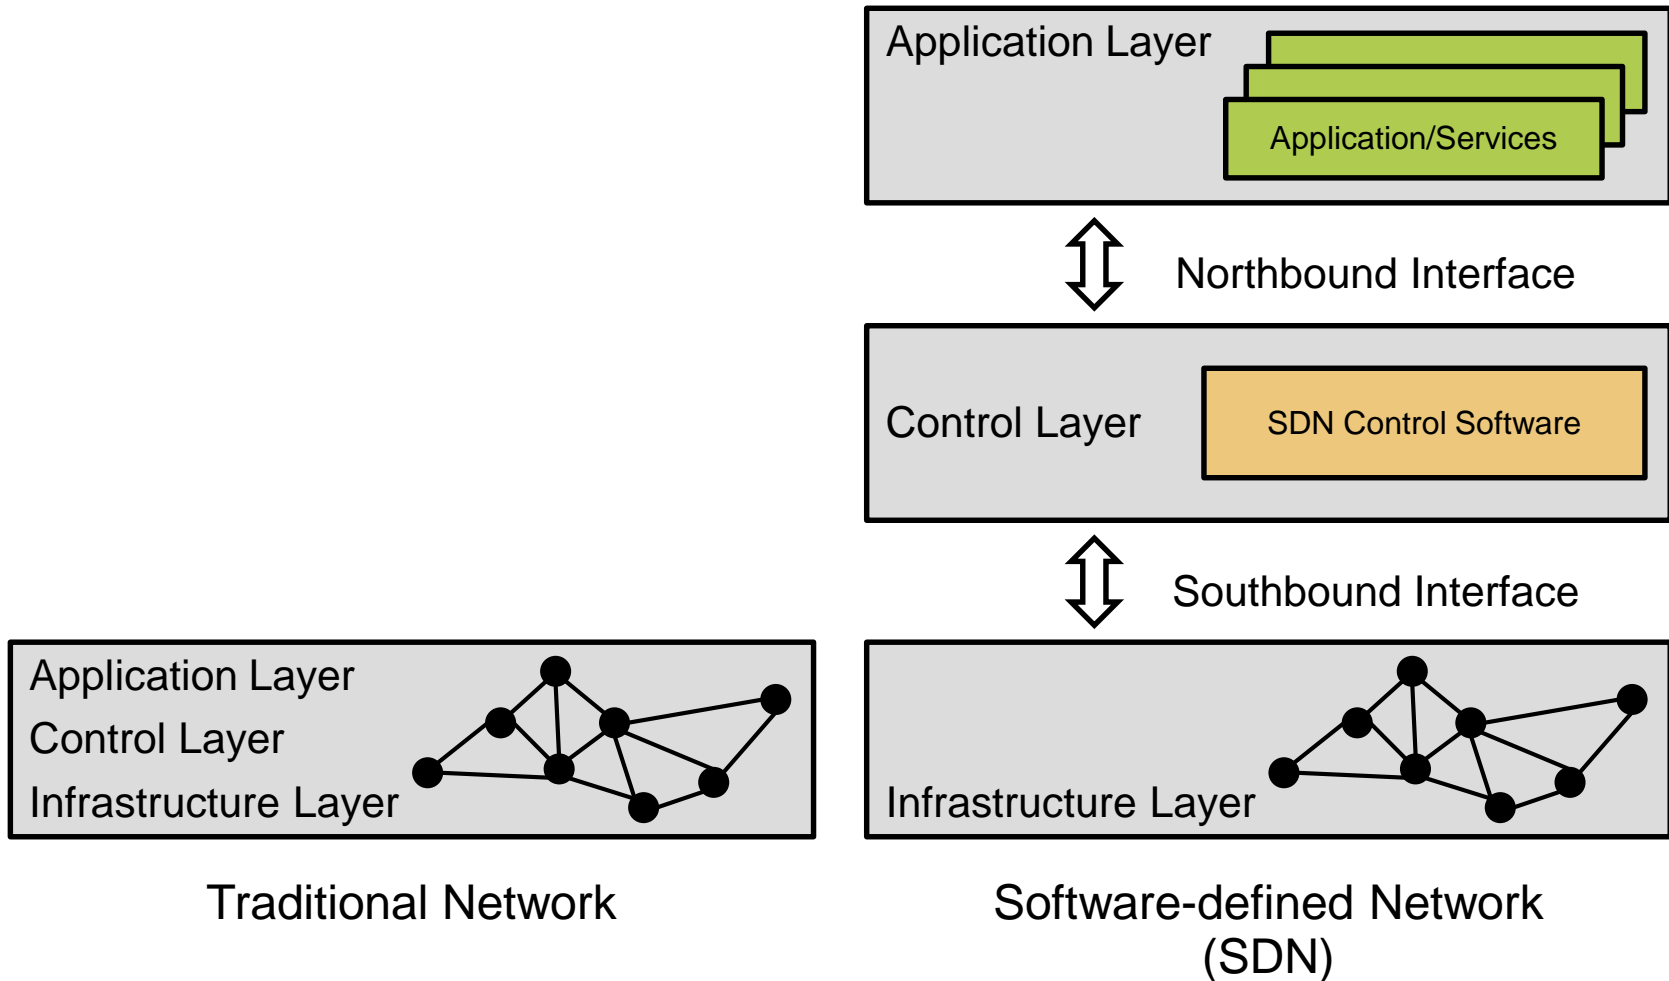 Application Layer
Application/Services
Northbound Interface
Control Layer
SDN Control Software
Southbound Interface
Application Layer
Control Layer
Infrastructure Layer
Infrastructure Layer
Traditional Network
Software-defined Network
(SDN)